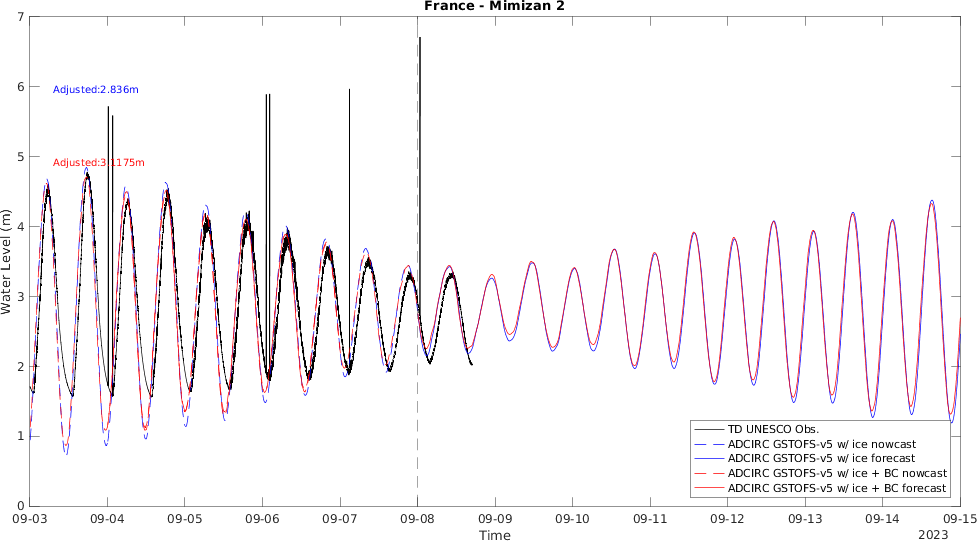 France - Mimizan 2
7
6
5
4
3
2
1
0
Water Level (m)
Adjusted:2.836m
Adjusted:3.1175m
TD UNESCO Obs.
ADCIRC GSTOFS-v5 w/ ice nowcast
ADCIRC GSTOFS-v5 w/ ice forecast
ADCIRC GSTOFS-v5 w/ ice + BC nowcast
ADCIRC GSTOFS-v5 w/ ice + BC forecast
09-03 09-04 09-05 09-06 09-07 09-08 09-09 09-10 09-11 09-12 09-13 09-14 09-15
Time
2023